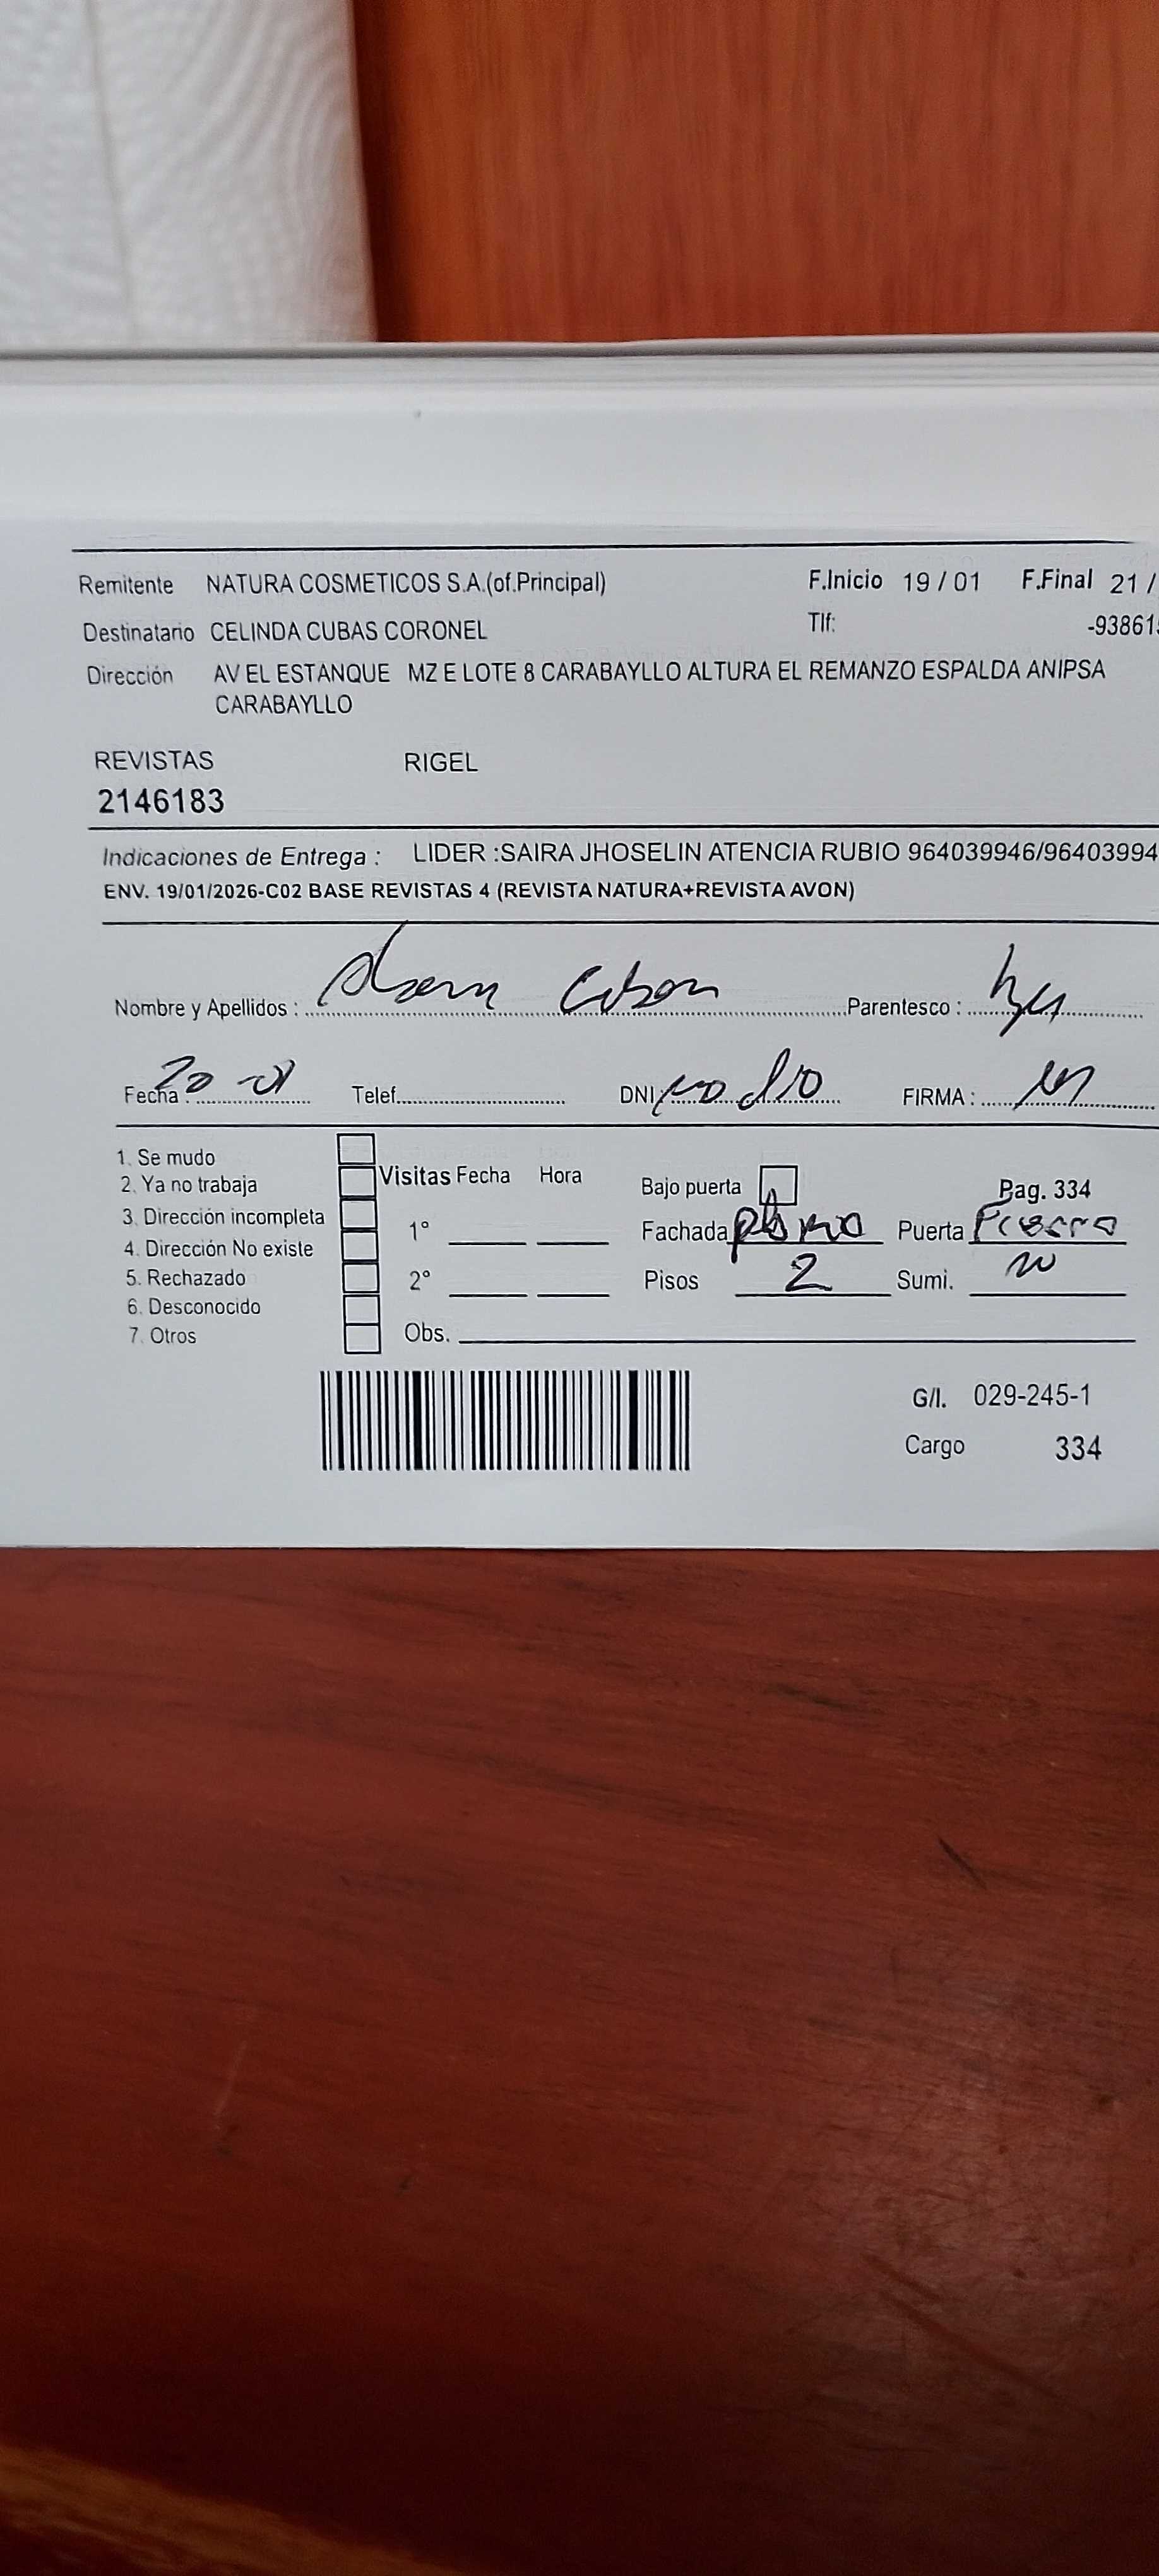 Remitente NATURA COSMETICOS S.A.(of.Principal) F.Inicio 19 / 01 F.Final 21 /
Destinatario CELINDA CUBAS CORONEL Tlf: -93861
Dirección AV EL ESTANQUE MZ E LOTE 8 CARABAYLLO ALTURA EL REMANZO ESPALDA ANIPSA
CARABAYLLO
REVISTAS RIGEL
2146183
Indicaciones de Entrega : LIDER :SAIRA JHOSELIN ATENCIA RUBIO 964039946/96403994
ENV. 19/01/2026-C02 BASE REVISTAS 4 (REVISTA NATURA+REVISTA AVON)
Nombre y Apellidos : Parentesco :
Fecha : 20 -01 Telef. DNI: no dio FIRMA :
1. Se mudo
2. Ya no trabaja Visitas Fecha Hora Bajo puerta Pag. 334
3. Dirección incompleta 1° Fachada Puerta Fierro
4. Dirección No existe
5. Rechazado 2° Pisos 2 Sumi.
6. Desconocido
7. Otros Obs.
G/I. 029-245-1
Cargo 334